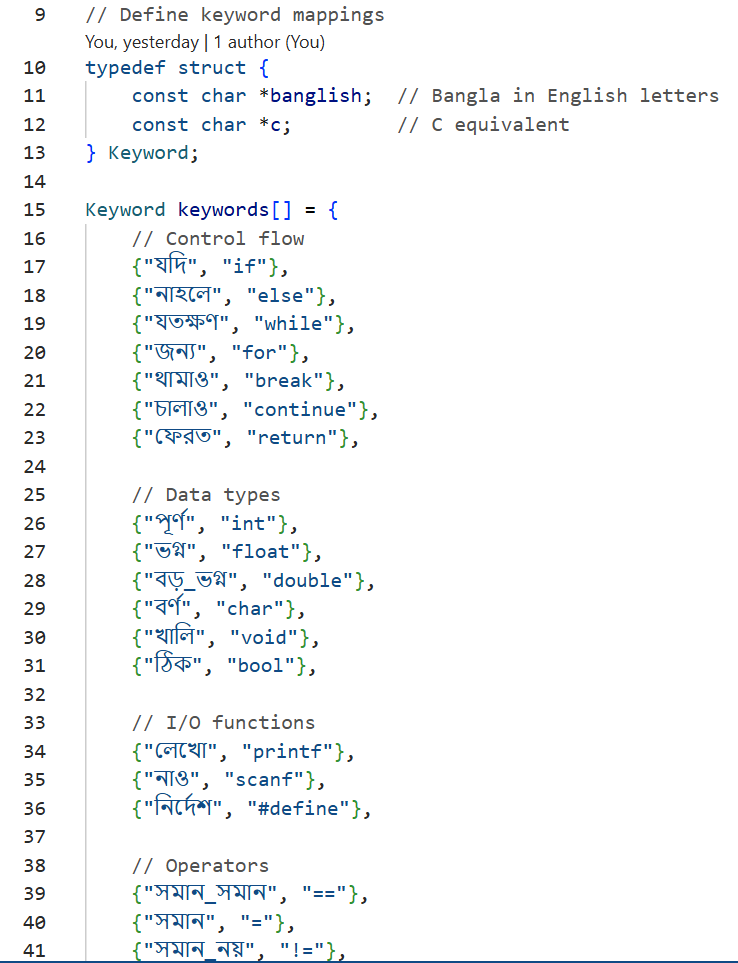 9 // Define keyword mappings
You, yesterday | 1 author (You)
10 typedef struct {
11     const char *banglish;  // Bangla in English letters
12     const char *c;         // C equivalent
13 } Keyword;
14
15 Keyword keywords[] = {
16     // Control flow
17     {"যদি", "if"},
18     {"নাহলে", "else"},
19     {"যতক্ষণ", "while"},
20     {"জন্য", "for"},
21     {"থামাও", "break"},
22     {"চালাও", "continue"},
23     {"ফেরত", "return"},
24
25     // Data types
26     {"পূর্ণ", "int"},
27     {"ভগ্ন", "float"},
28     {"বড়_ভগ্ন", "double"},
29     {"বর্ণ", "char"},
30     {"খালি", "void"},
31     {"ঠিক", "bool"},
32
33     // I/O functions
34     {"লেখো", "printf"},
35     {"নাও", "scanf"},
36     {"নির্দেশ", "#define"},
37
38     // Operators
39     {"সমান_সমান", "=="},
40     {"সমান", "="},
41     {"সমান_নয়", "!="},